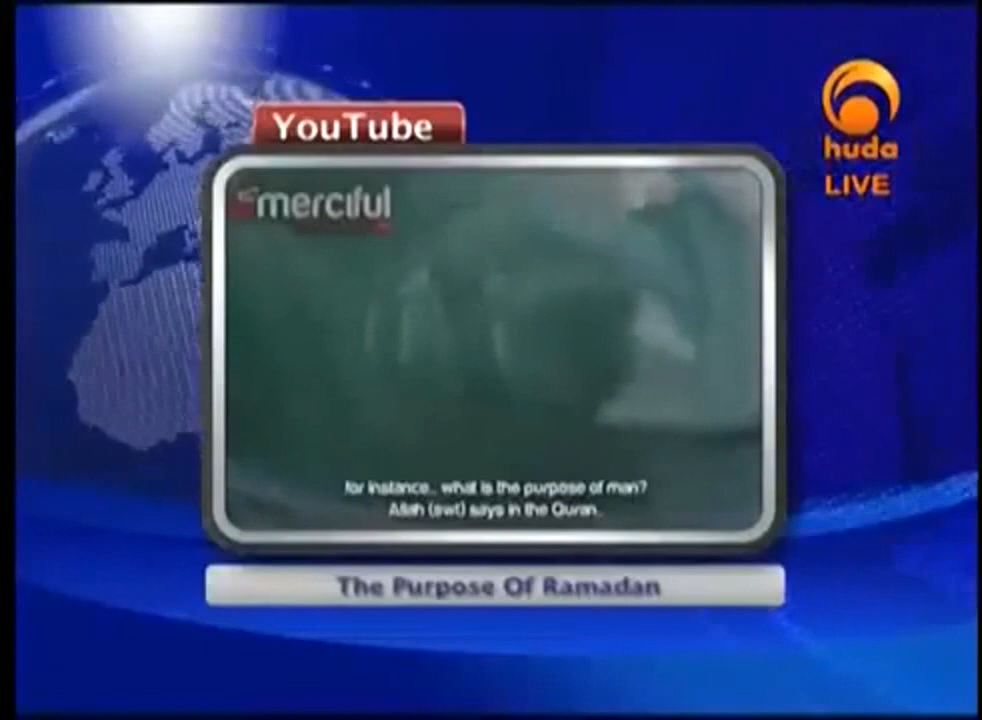 YouTube
huda
LIVE
merciful
for instance.. what is the purpose of man?
Allah (swt) says in the Quran..
The Purpose Of Ramadan